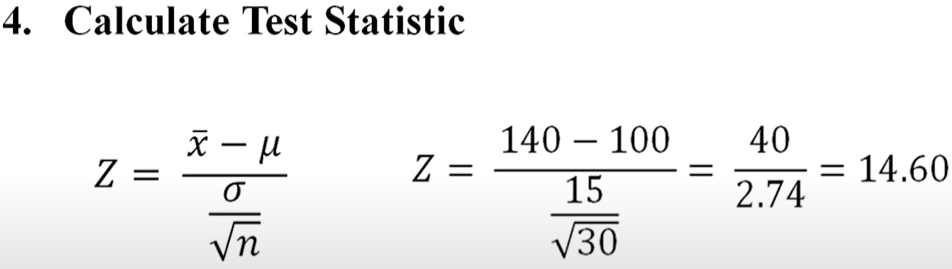 4. Calculate Test Statistic
Z = (x̄ − μ) / (σ / √n)
Z = (140 − 100) / (15 / √30) = 40 / 2.74 = 14.60